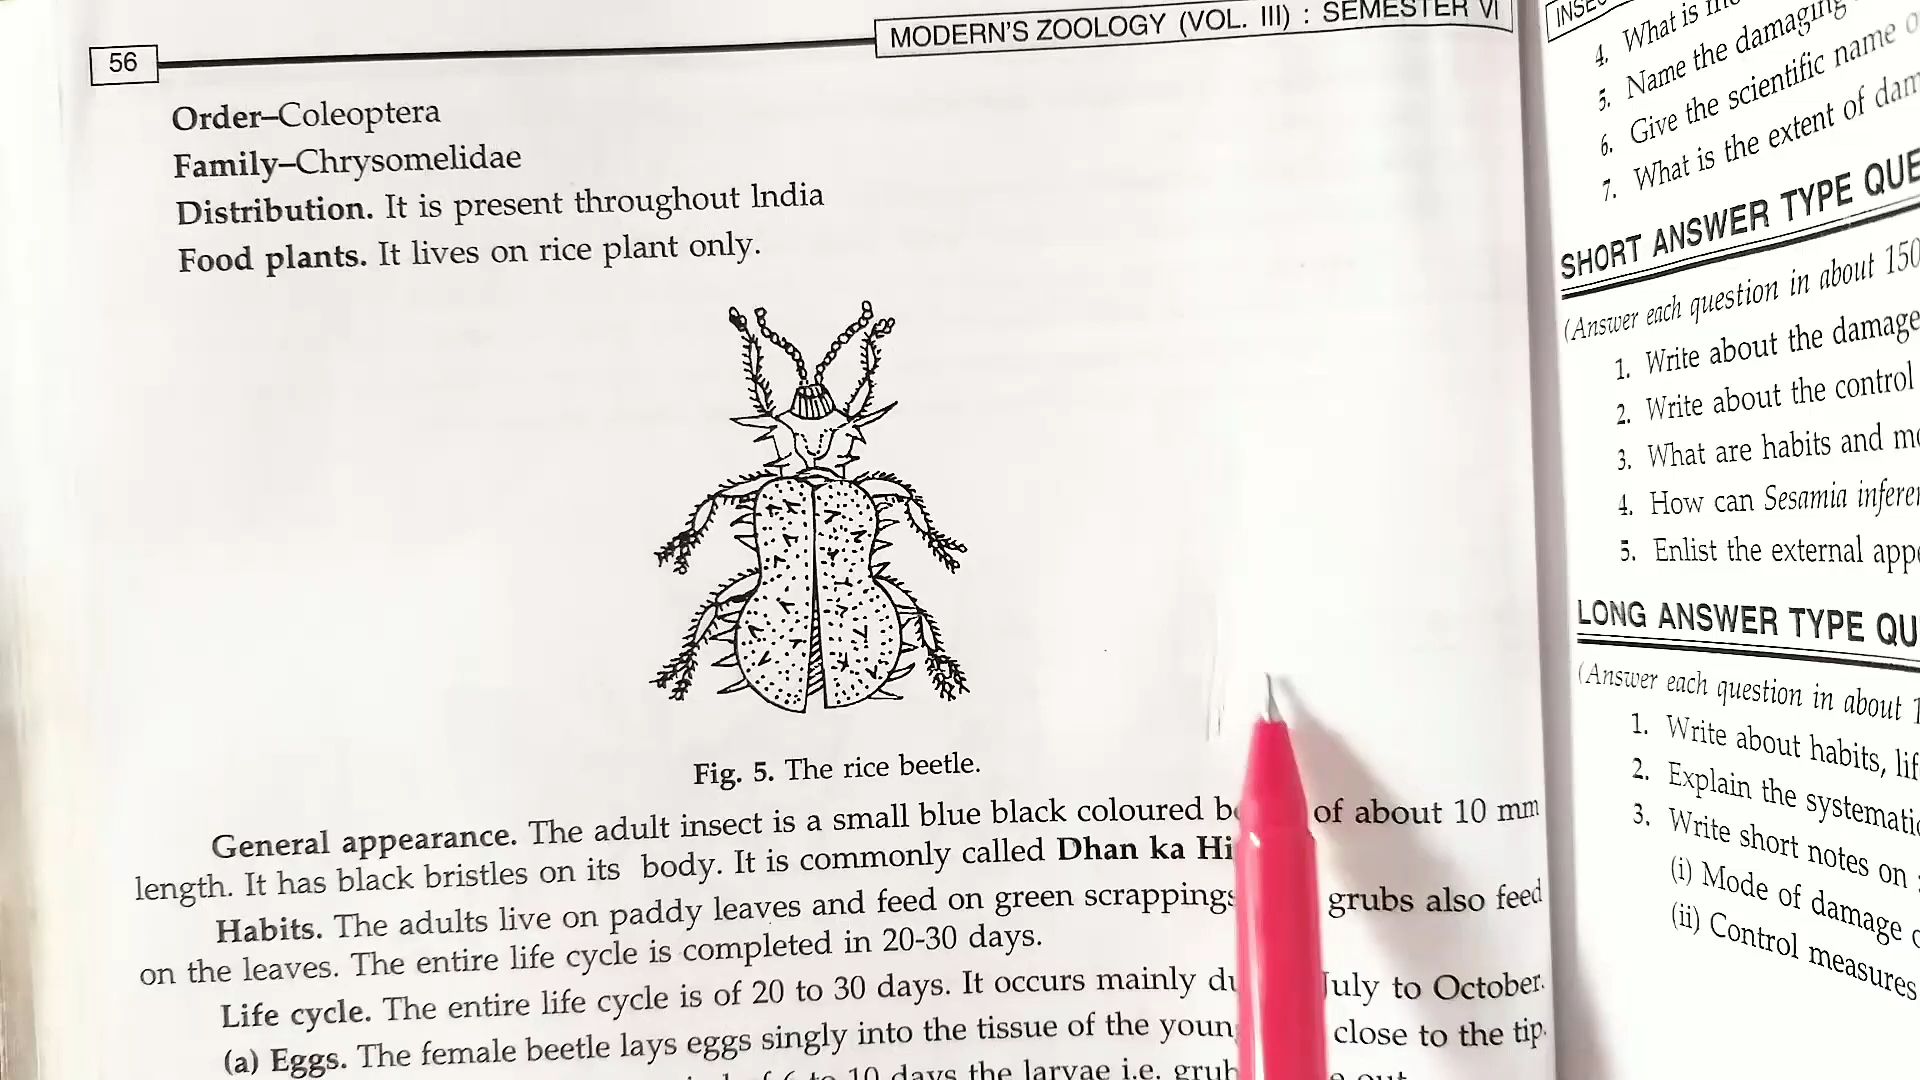 56
MODERN'S ZOOLOGY (VOL. III) : SEMESTER VI
Order–Coleoptera
Family–Chrysomelidae
Distribution. It is present throughout India
Food plants. It lives on rice plant only.
Fig. 5. The rice beetle.
General appearance. The adult insect is a small blue black coloured of about 10 mm
length. It has black bristles on its body. It is commonly called Dhan ka
Habits. The adults live on paddy leaves and feed on green scrappings grubs also feed
on the leaves. The entire life cycle is completed in 20-30 days.
Life cycle. The entire life cycle is of 20 to 30 days. It occurs mainly July to October.
(a) Eggs. The female beetle lays eggs singly into the tissue of the close to the tip.
to 10 days the larvae i.e.
4. What is
5. Name the damaging
6. Give the scientific name
7. What is the extent of
SHORT ANSWER TYPE
(Answer each question in about 150
1. Write about the damage
2. Write about the control
3. What are habits and
4. How can Sesamia
5. Enlist the external
LONG ANSWER TYPE
(Answer each question in about
1. Write about habits,
2. Explain the
3. Write short notes on
(i) Mode of damage
(ii) Control measures